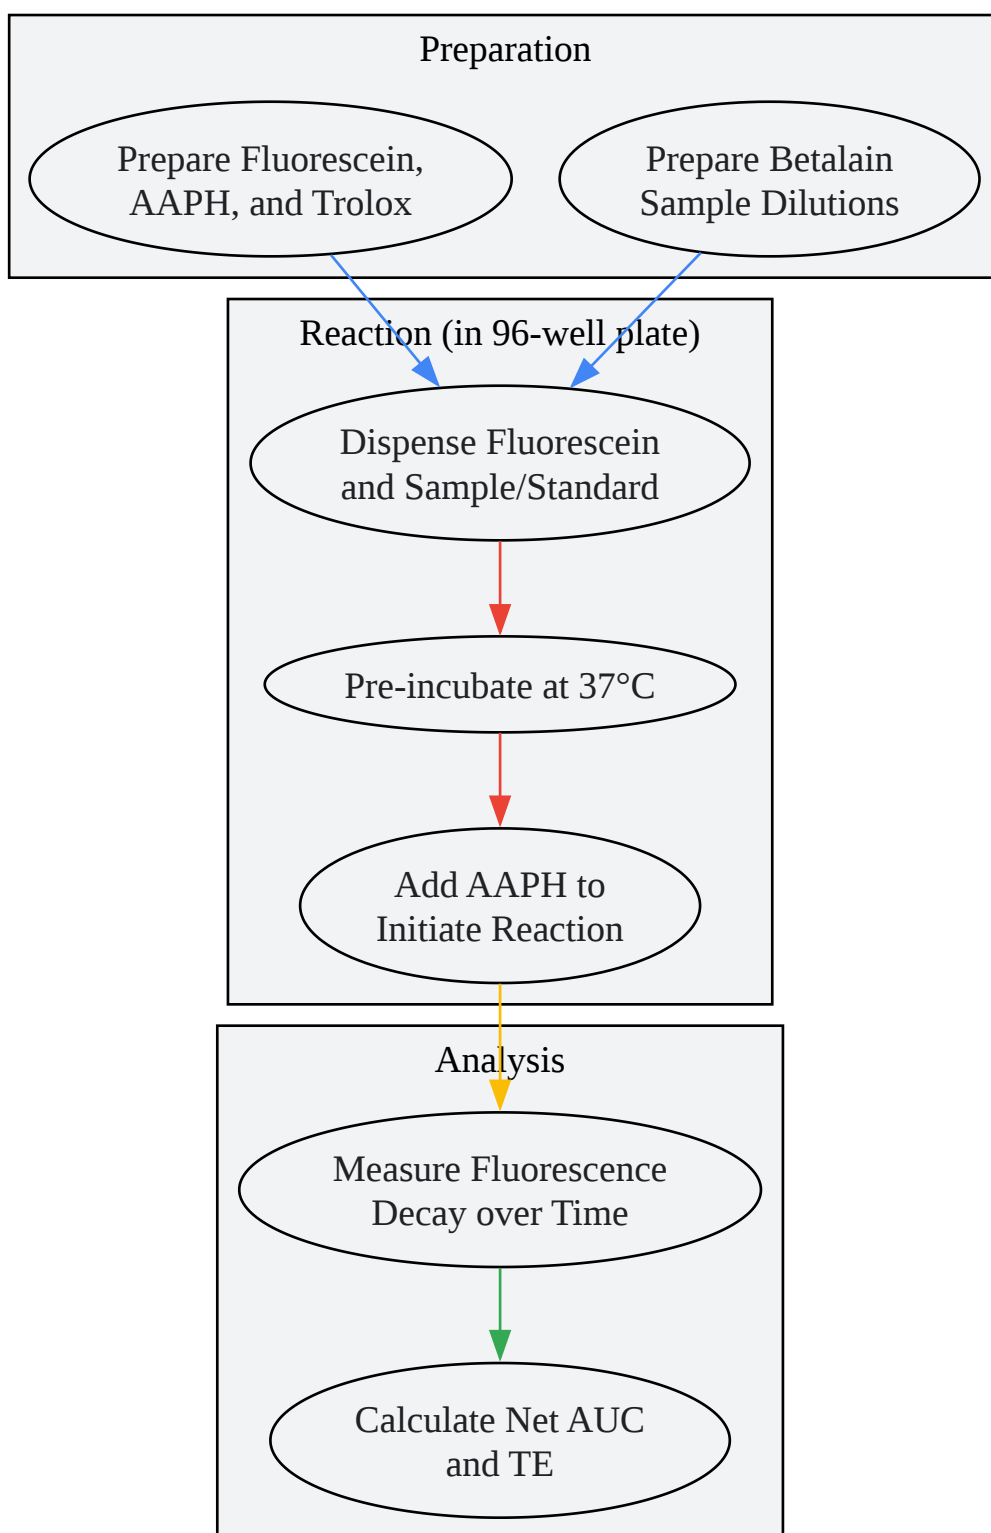 Preparation
Prepare Fluorescein,
AAPH, and Trolox
Prepare Betalain
Sample Dilutions
Reaction (in 96-well plate)
Dispense Fluorescein
and Sample/Standard
Pre-incubate at 37°C
Add AAPH to
Initiate Reaction
Analysis
Measure Fluorescence
Decay over Time
Calculate Net AUC
and TE